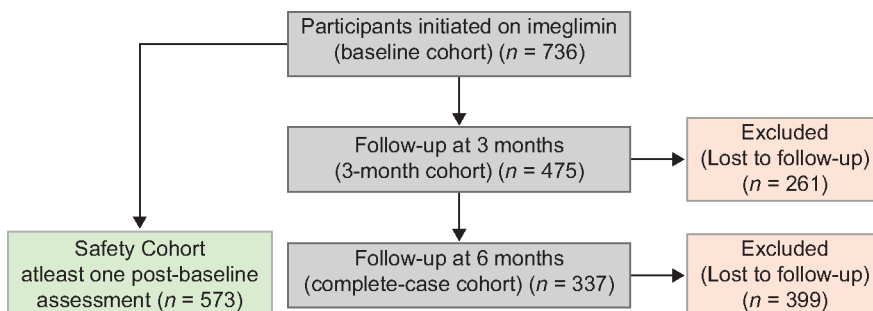 Participants initiated on imeglimin
(baseline cohort) (n = 736)
Follow-up at 3 months
(3-month cohort) (n = 475)
Excluded
(Lost to follow-up)
(n = 261)
Safety Cohort
atleast one post-baseline
assessment (n = 573)
Follow-up at 6 months
(complete-case cohort) (n = 337)
Excluded
(Lost to follow-up)
(n = 399)